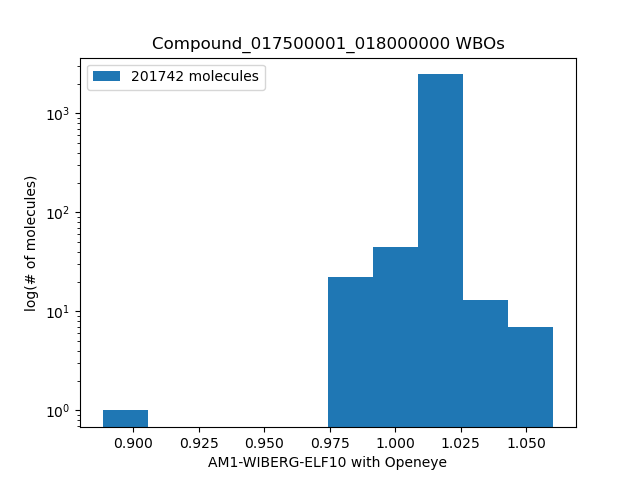 Compound_017500001_018000000 WBOs
201742 molecules
log(# of molecules)
10³
10²
10¹
10⁰
0.900 0.925 0.950 0.975 1.000 1.025 1.050
AM1-WIBERG-ELF10 with Openeye